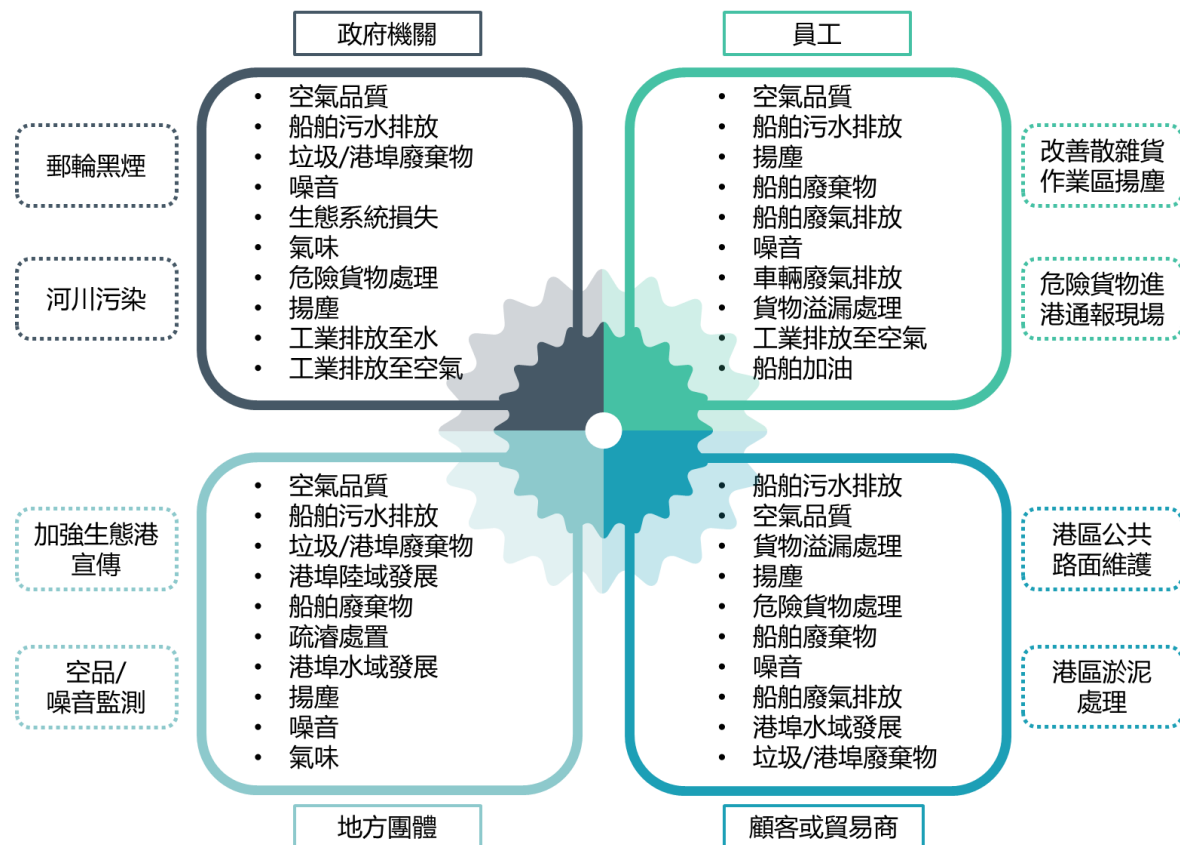 政府機關
• 空氣品質
• 船舶污水排放
• 垃圾/港埠廢棄物
• 噪音
• 生態系統損失
• 氣味
• 危險貨物處理
• 揚塵
• 工業排放至水
• 工業排放至空氣
郵輪黑煙
河川污染
員工
• 空氣品質
• 船舶污水排放
• 揚塵
• 船舶廢棄物
• 船舶廢氣排放
• 噪音
• 車輛廢氣排放
• 貨物溢漏處理
• 工業排放至空氣
• 船舶加油
改善散雜貨
作業區揚塵
危險貨物進
港通報現場
• 空氣品質
• 船舶污水排放
• 垃圾/港埠廢棄物
• 港埠陸域發展
• 船舶廢棄物
• 疏濬處置
• 港埠水域發展
• 揚塵
• 噪音
• 氣味
加強生態港
宣傳
空品/
噪音監測
地方團體
• 船舶污水排放
• 空氣品質
• 貨物溢漏處理
• 揚塵
• 危險貨物處理
• 船舶廢棄物
• 噪音
• 船舶廢氣排放
• 港埠水域發展
• 垃圾/港埠廢棄物
港區公共
路面維護
港區淤泥
處理
顧客或貿易商